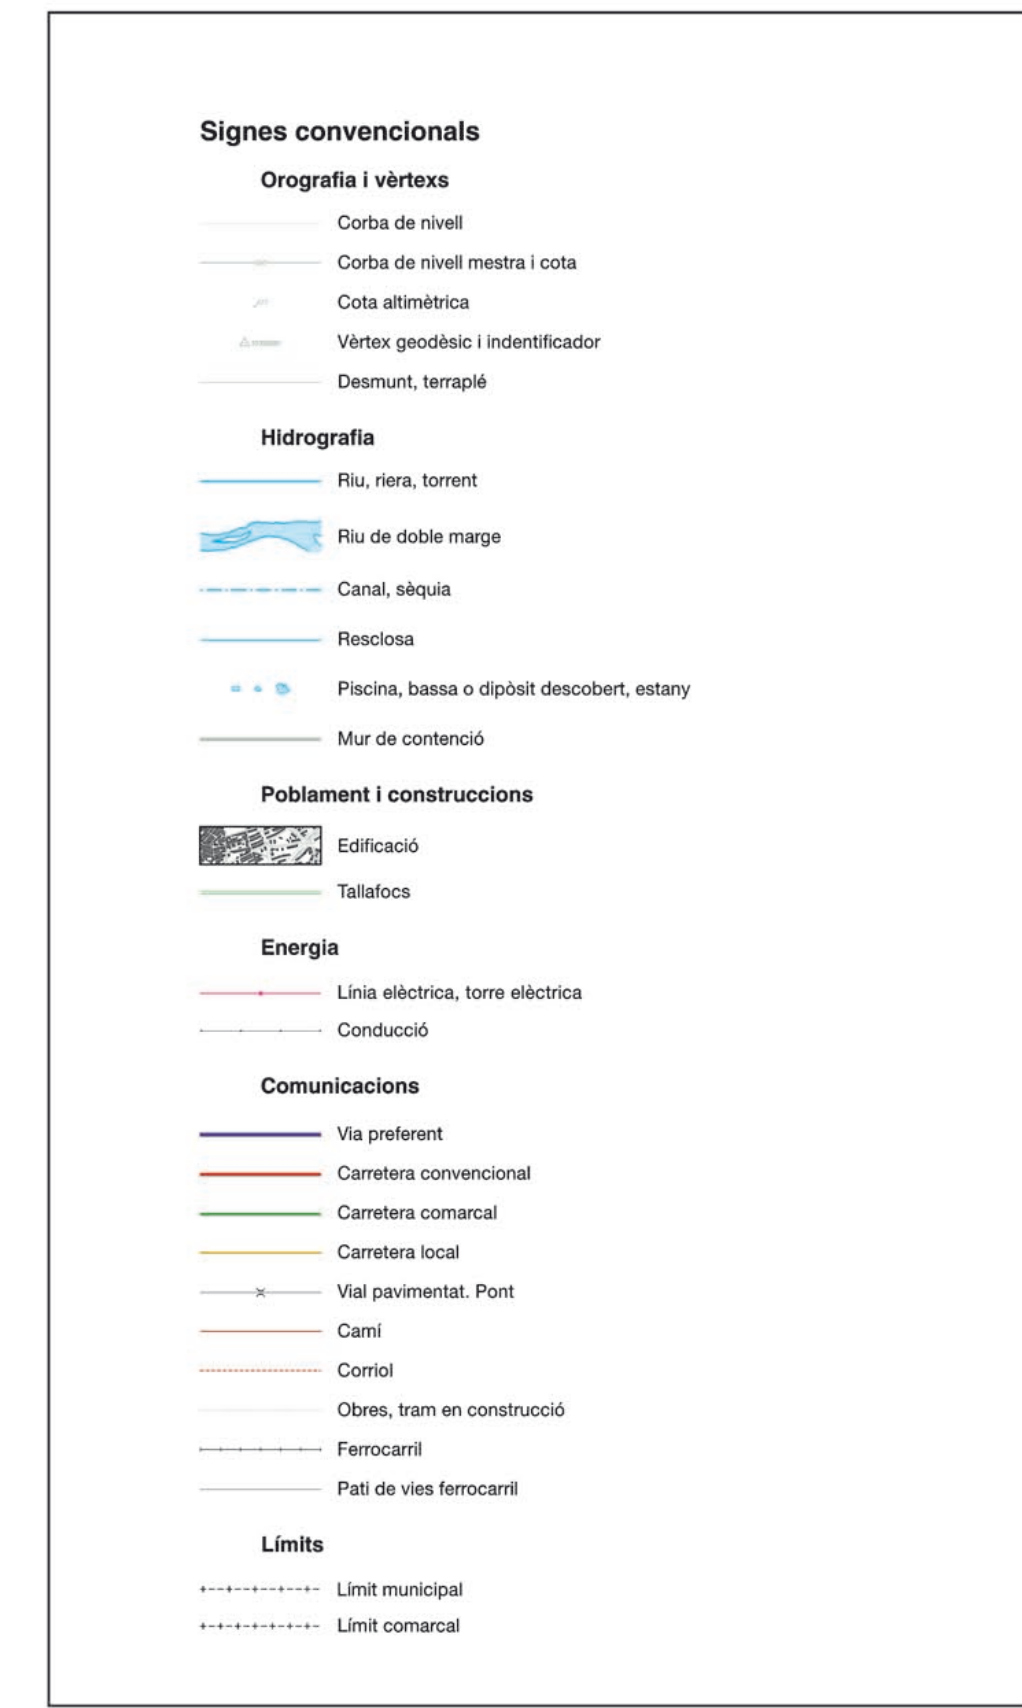 Signes convencionals
Orografia i vèrtexs
Corba de nivell
Corba de nivell mestra i cota
Cota altimètrica
Vèrtex geodèsic i indentificador
Desmunt, terraplé
Hidrografia
Riu, riera, torrent
Riu de doble marge
Canal, sèquia
Resclosa
Piscina, bassa o dipòsit descobert, estany
Mur de contenció
Poblament i construccions
Edificació
Tallafocs
Energia
Línia elèctrica, torre elèctrica
Conducció
Comunicacions
Via preferent
Carretera convencional
Carretera comarcal
Carretera local
Vial pavimentat. Pont
Camí
Corriol
Obres, tram en construcció
Ferrocarril
Pati de vies ferrocarril
Límits
Límit municipal
Límit comarcal